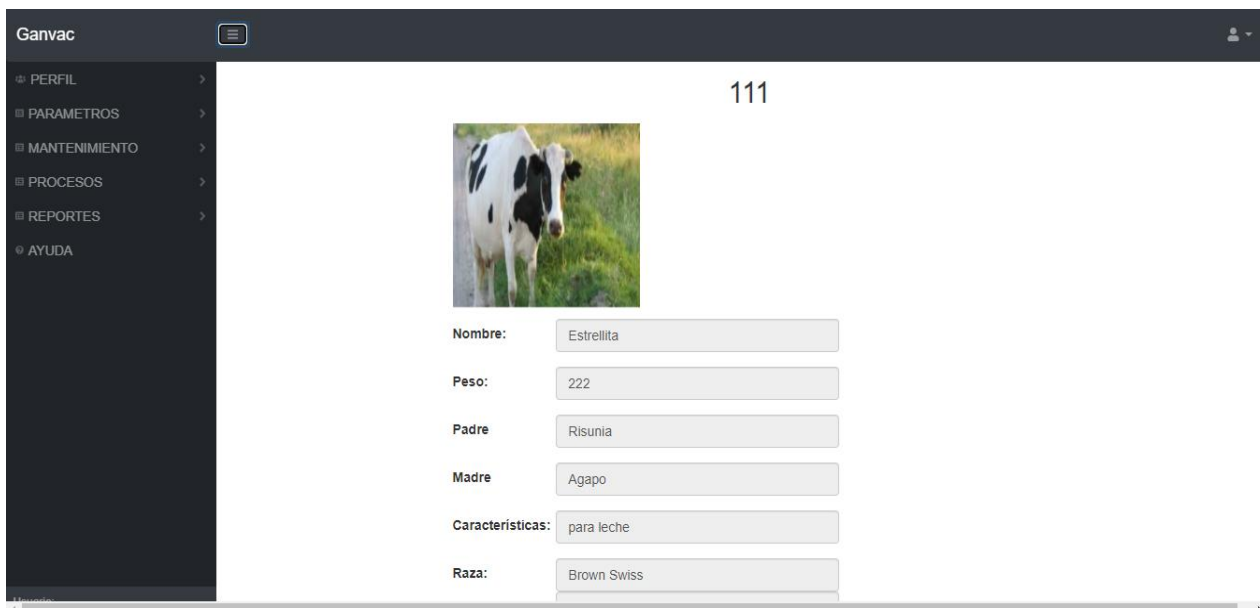 Ganvac
PERFIL
PARAMETROS
MANTENIMIENTO
PROCESOS
REPORTES
AYUDA
111
Nombre: Estrellita
Peso: 222
Padre Risunia
Madre Agapo
Características: para leche
Raza: Brown Swiss
Usuario: